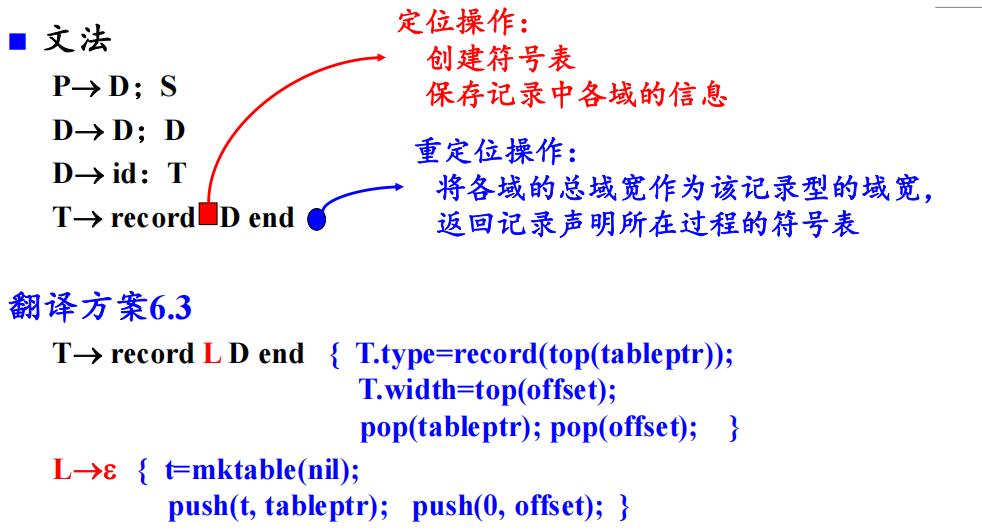 文法
P→ D；S
D→ D；D
D→ id：T
T→ record D end
定位操作：
创建符号表
保存记录中各域的信息
重定位操作：
将各域的总域宽作为该记录型的域宽，
返回记录声明所在过程的符号表
翻译方案6.3
T→ record L D end { T.type=record(top(tableptr));
T.width=top(offset);
pop(tableptr); pop(offset); }
L→ε { t=mktable(nil);
push(t, tableptr); push(0, offset); }